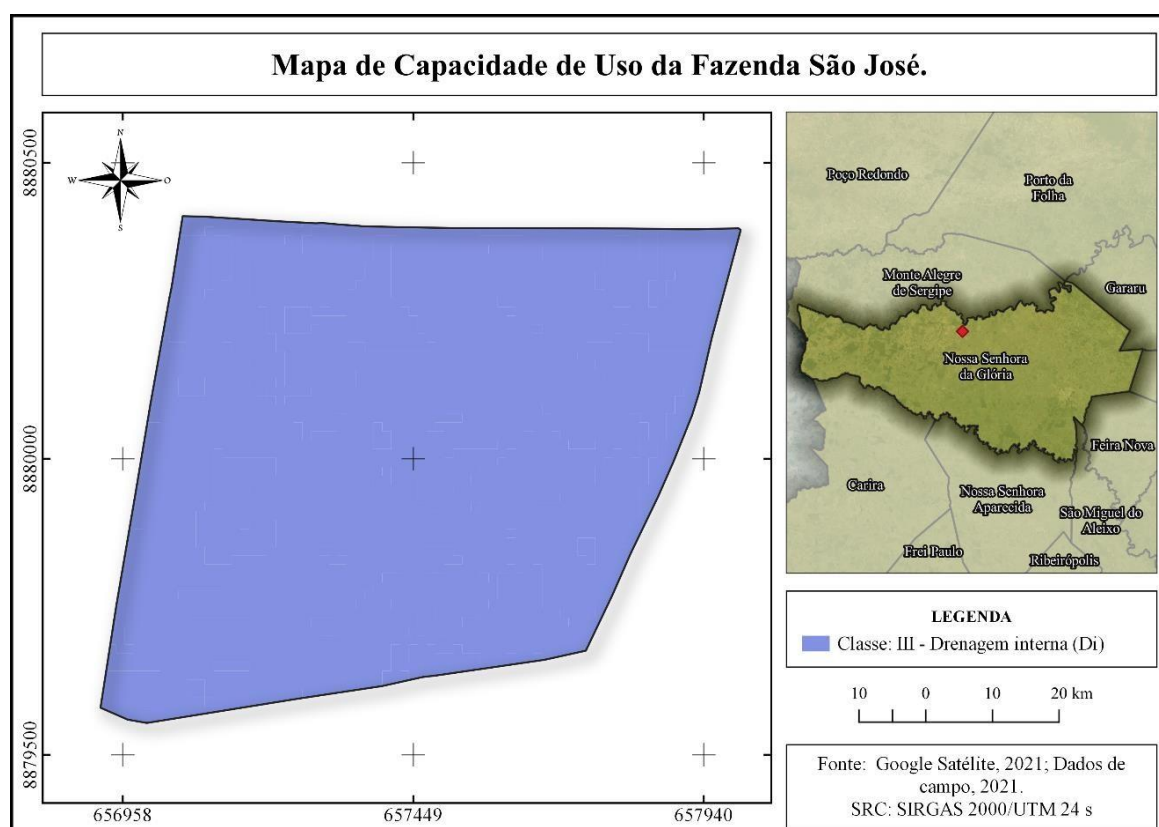 Mapa de Capacidade de Uso da Fazenda São José.
N
W
O
S
8880500
8880000
8879500
656958
657449
657940
Poço Redondo
Porto da
Folha
Monte Alegre
de Sergipe
Gararu
Nossa Senhora
da Glória
Feira Nova
Carira
Nossa Senhora
Aparecida
São Miguel do
Aleixo
Frei Paulo
Ribeirópolis
LEGENDA
Classe: III - Drenagem interna (Di)
10 0 10 20 km
Fonte: Google Satélite, 2021; Dados de
campo, 2021.
SRC: SIRGAS 2000/UTM 24 s